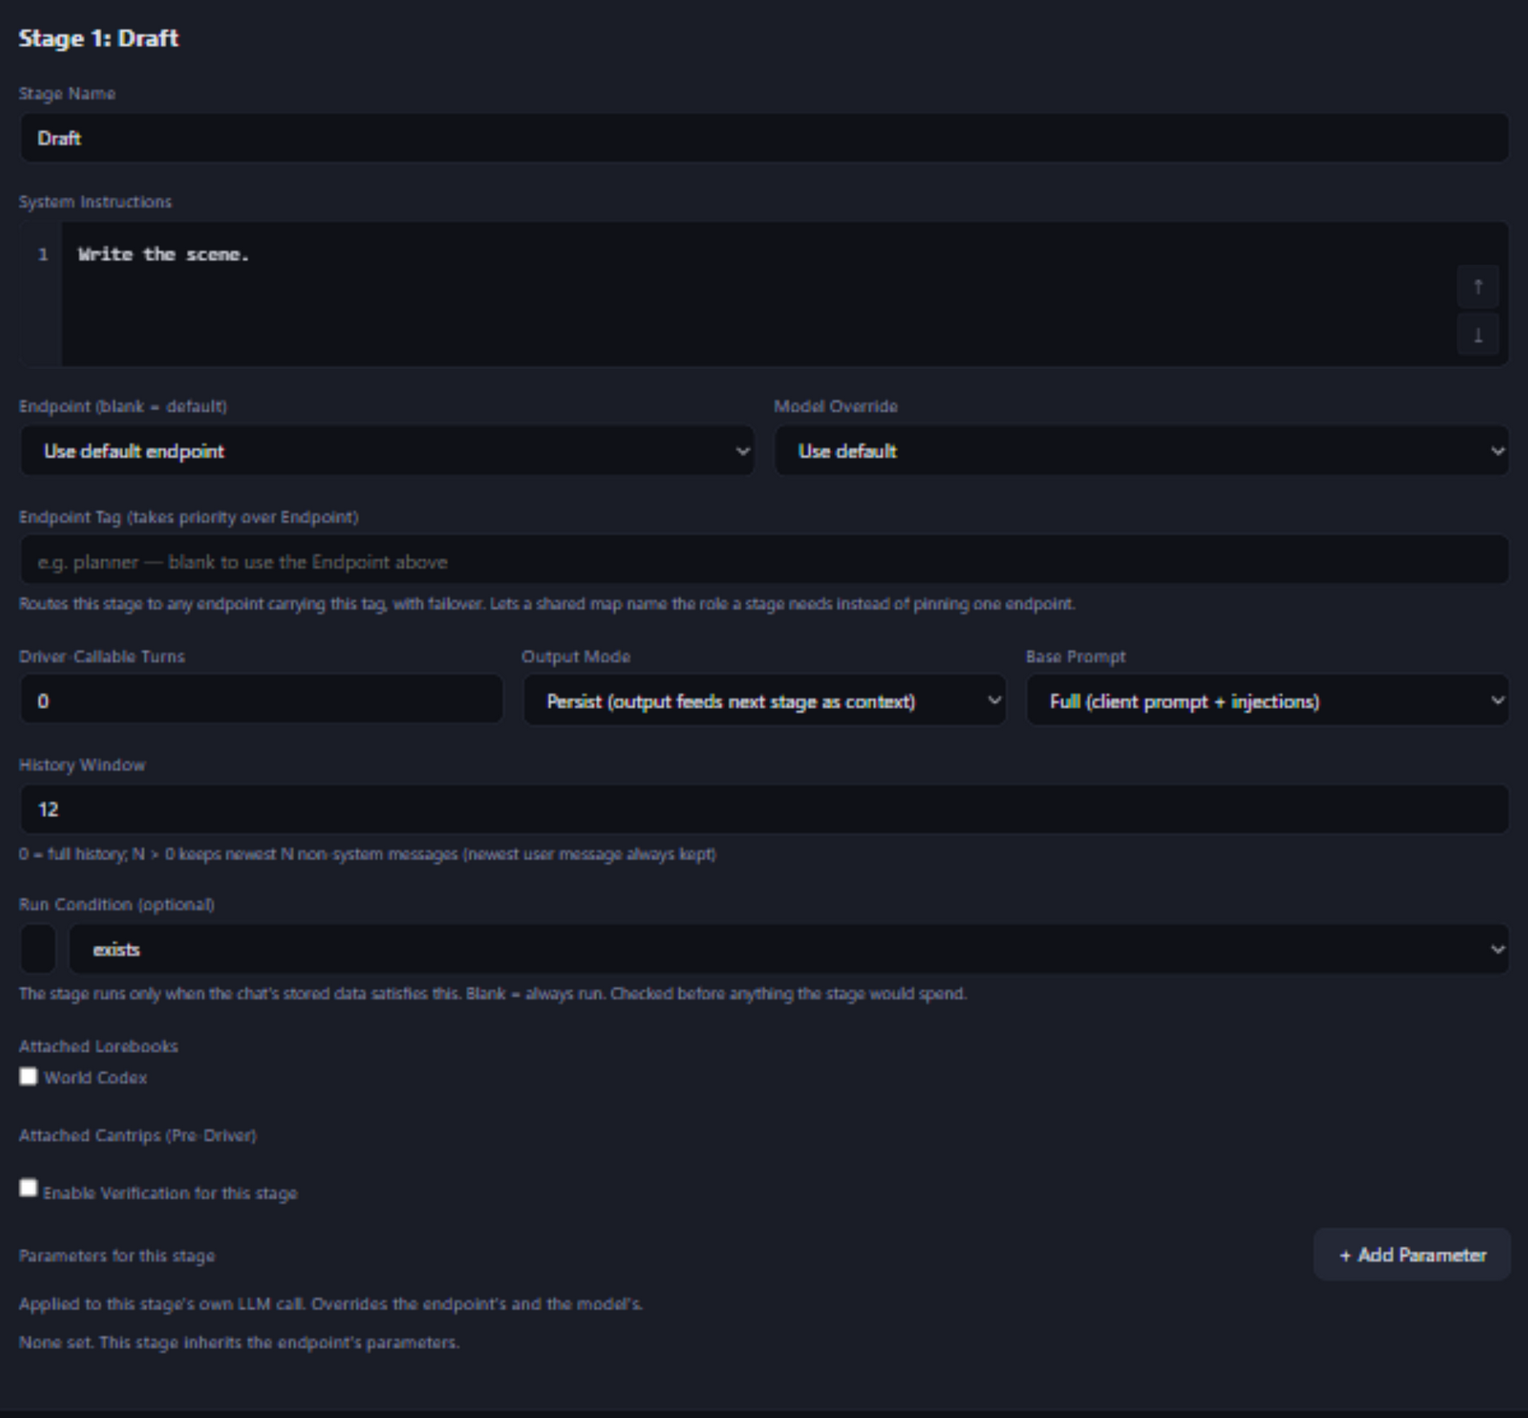 Stage 1: Draft
Stage Name
Draft
System Instructions
1 Write the scene.
↑
↓
Endpoint (blank = default) Model Override
Use default endpoint Use default
Endpoint Tag (takes priority over Endpoint)
e.g. planner — blank to use the Endpoint above
Routes this stage to any endpoint carrying this tag, with failover. Lets a shared map name the role a stage needs instead of pinning one endpoint.
Driver-Callable Turns Output Mode Base Prompt
0 Persist (output feeds next stage as context) Full (client prompt + injections)
History Window
12
0 = full history; N > 0 keeps newest N non-system messages (newest user message always kept)
Run Condition (optional)
exists
The stage runs only when the chat's stored data satisfies this. Blank = always run. Checked before anything the stage would spend.
Attached Lorebooks
World Codex
Attached Cantrips (Pre-Driver)
Enable Verification for this stage
Parameters for this stage + Add Parameter
Applied to this stage's own LLM call. Overrides the endpoint's and the model's.
None set. This stage inherits the endpoint's parameters.